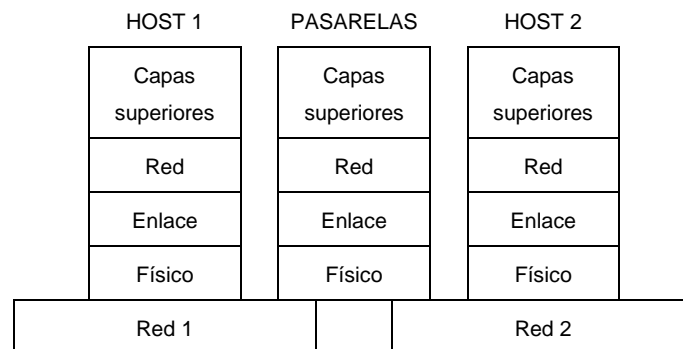 HOST 1 PASARELAS HOST 2
Capas Capas Capas
superiores superiores superiores
Red Red Red
Enlace Enlace Enlace
Físico Físico Físico
Red 1 Red 2